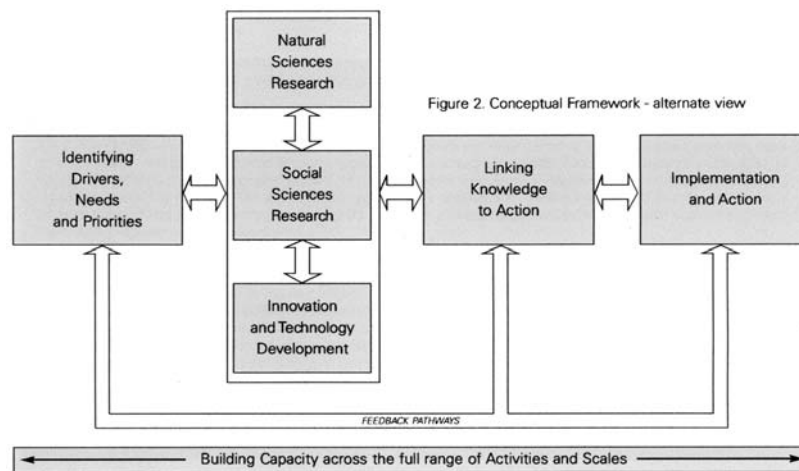 Natural
Sciences
Research
Figure 2. Conceptual Framework - alternate view
Identifying
Drivers,
Needs
and Priorities
Social
Sciences
Research
Linking
Knowledge
to Action
Implementation
and Action
Innovation
and Technology
Development
FEEDBACK PATHWAYS
Building Capacity across the full range of Activities and Scales